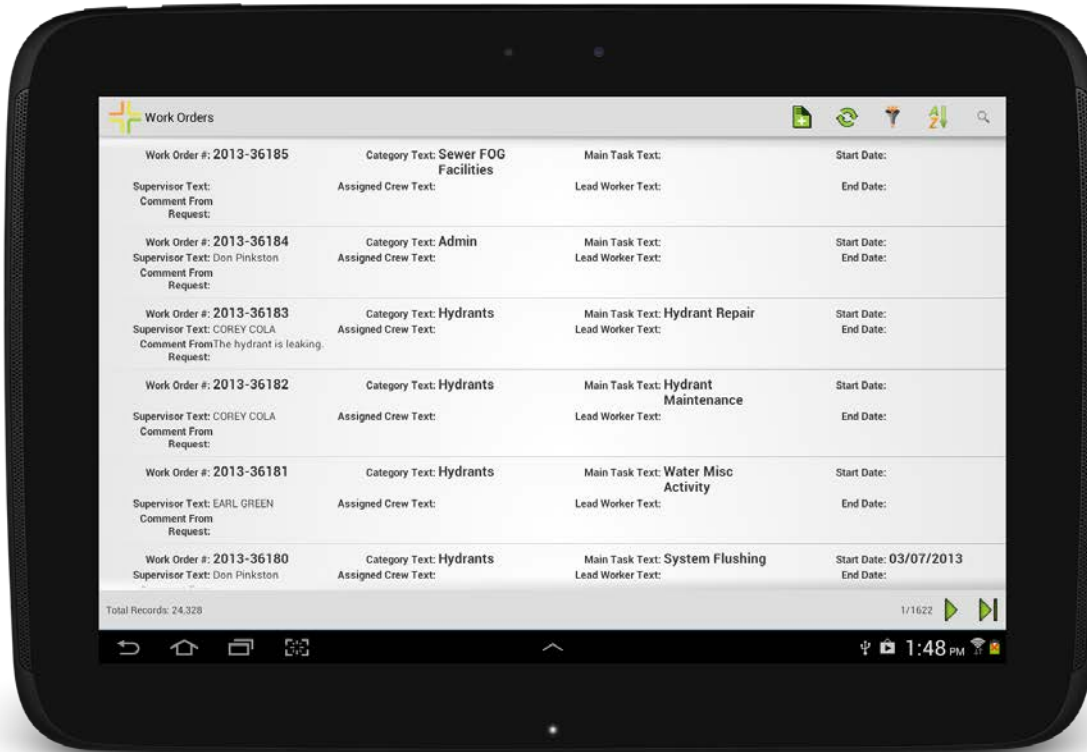 Work Orders
Work Order #: 2013-36185 Category Text: Sewer FOG Facilities Main Task Text: Start Date:
Supervisor Text: Assigned Crew Text: Lead Worker Text: End Date:
Comment From Request:
Work Order #: 2013-36184 Category Text: Admin Main Task Text: Start Date:
Supervisor Text: Don Pinkston Assigned Crew Text: Lead Worker Text: End Date:
Comment From Request:
Work Order #: 2013-36183 Category Text: Hydrants Main Task Text: Hydrant Repair Start Date:
Supervisor Text: COREY COLA Assigned Crew Text: Lead Worker Text: End Date:
Comment From Request: The hydrant is leaking.
Work Order #: 2013-36182 Category Text: Hydrants Main Task Text: Hydrant Maintenance Start Date:
Supervisor Text: COREY COLA Assigned Crew Text: Lead Worker Text: End Date:
Comment From Request:
Work Order #: 2013-36181 Category Text: Hydrants Main Task Text: Water Misc Activity Start Date:
Supervisor Text: EARL GREEN Assigned Crew Text: Lead Worker Text: End Date:
Comment From Request:
Work Order #: 2013-36180 Category Text: Hydrants Main Task Text: System Flushing Start Date: 03/07/2013
Supervisor Text: Don Pinkston Assigned Crew Text: Lead Worker Text: End Date:
Total Records: 24,328 1/1622
1:48 PM